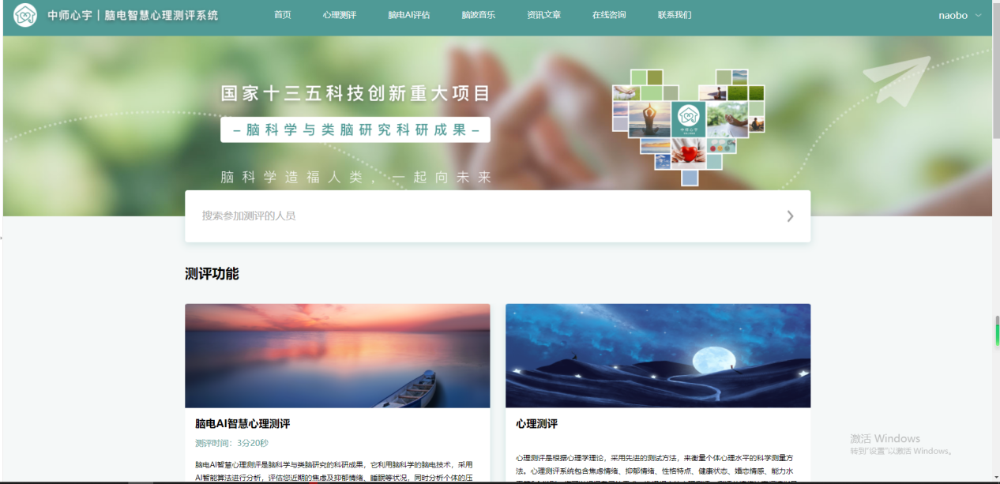 中师心宇｜脑电智慧心理测评系统
首页 心理测评 脑电AI评估 脑波音乐 资讯文章 在线咨询 联系我们
naobo
国家十三五科技创新重大项目
–脑科学与类脑研究科研成果–
脑科学造福人类，一起向未来
搜索参加测评的人员
测评功能
脑电AI智慧心理测评
测评时间：3分20秒
脑电AI智慧心理测评是脑科学与类脑研究的科研成果，它利用脑科学的脑电技术，采用
AI智能算法进行分析，评估您近期的焦虑及抑郁情绪、睡眠等状况，同时分析个体的压
心理测评
心理测评是根据心理学理论，采用先进的测试方法，来衡量个体心理水平的科学测量方
法。心理测评系统包含焦虑情绪、抑郁情绪、性格特点、健康状态、婚恋情感、能力水
激活 Windows
转到"设置"以激活 Windows。